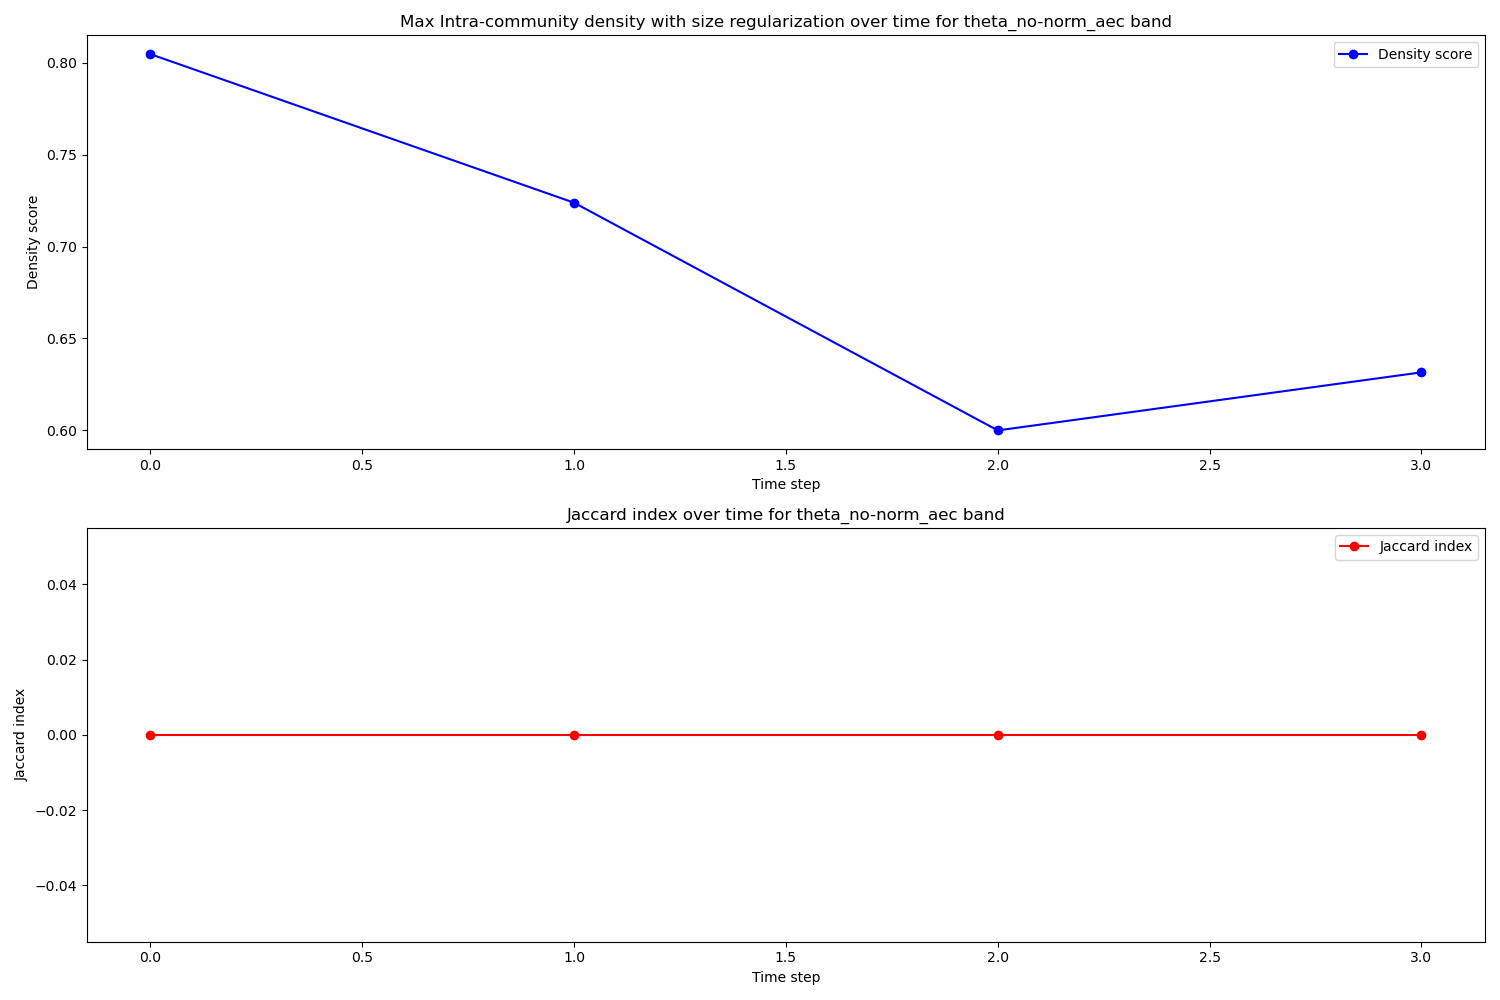 Max Intra-community density with size regularization over time for theta_no-norm_aec band
Density score
0.80
0.75
0.70
0.65
0.60
Density score
0.0 0.5 1.0 1.5 2.0 2.5 3.0
Time step
Jaccard index over time for theta_no-norm_aec band
Jaccard index
0.04
0.02
0.00
−0.02
−0.04
Jaccard index
0.0 0.5 1.0 1.5 2.0 2.5 3.0
Time step